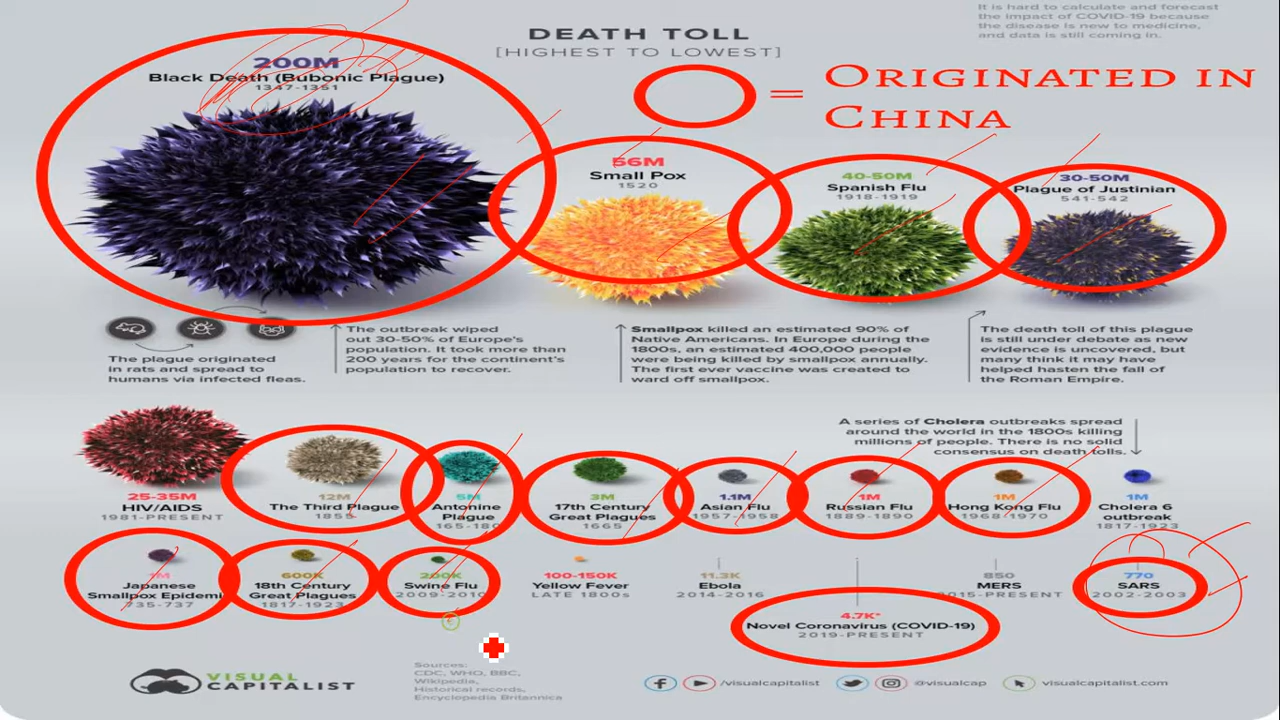 It is hard to calculate and forecast
the impact of COVID-19 because
the disease is new to medicine,
and data is still coming in.
DEATH TOLL
[HIGHEST TO LOWEST]
= ORIGINATED IN
CHINA
200M
Black Death (Bubonic Plague)
1347-1351
56M
Small Pox
1520
40-50M
Spanish Flu
1918-1919
30-50M
Plague of Justinian
541-542
The plague originated
in rats and spread to
humans via infected fleas.
The outbreak wiped
out 30-50% of Europe's
population. It took more than
200 years for the continent's
population to recover.
Smallpox killed an estimated 90% of
Native Americans. In Europe during the
1800s, an estimated 400,000 people
were being killed by smallpox annually.
The first ever vaccine was created to
ward off smallpox.
The death toll of this plague
is still under debate as new
evidence is uncovered, but
many think it may have
helped hasten the fall of
the Roman Empire.
A series of Cholera outbreaks spread
around the world in the 1800s killing
millions of people. There is no solid
consensus on death tolls.
25-35M
HIV/AIDS
1981-PRESENT
12M
The Third Plague
1855
5M
Antonine
Plague
165-180
3M
17th Century
Great Plagues
1665
1.1M
Asian Flu
1957-1958
1M
Russian Flu
1889-1890
1M
Hong Kong Flu
1968-1970
1M
Cholera 6
outbreak
1817-1923
1M
Japanese
Smallpox Epidemi
735-737
600K
18th Century
Great Plagues
1817-1923
200K
Swine Flu
2009-2010
100-150K
Yellow Fever
LATE 1800s
11.3K
Ebola
2014-2016
850
MERS
2015-PRESENT
770
SARS
2002-2003
4.7K*
Novel Coronavirus (COVID-19)
2019-PRESENT
VISUAL
CAPITALIST
Sources:
CDC, WHO, BBC,
Wikipedia,
Historical records,
Encyclopedia Britannica
/visualcapitalist
@visualcap
visualcapitalist.com